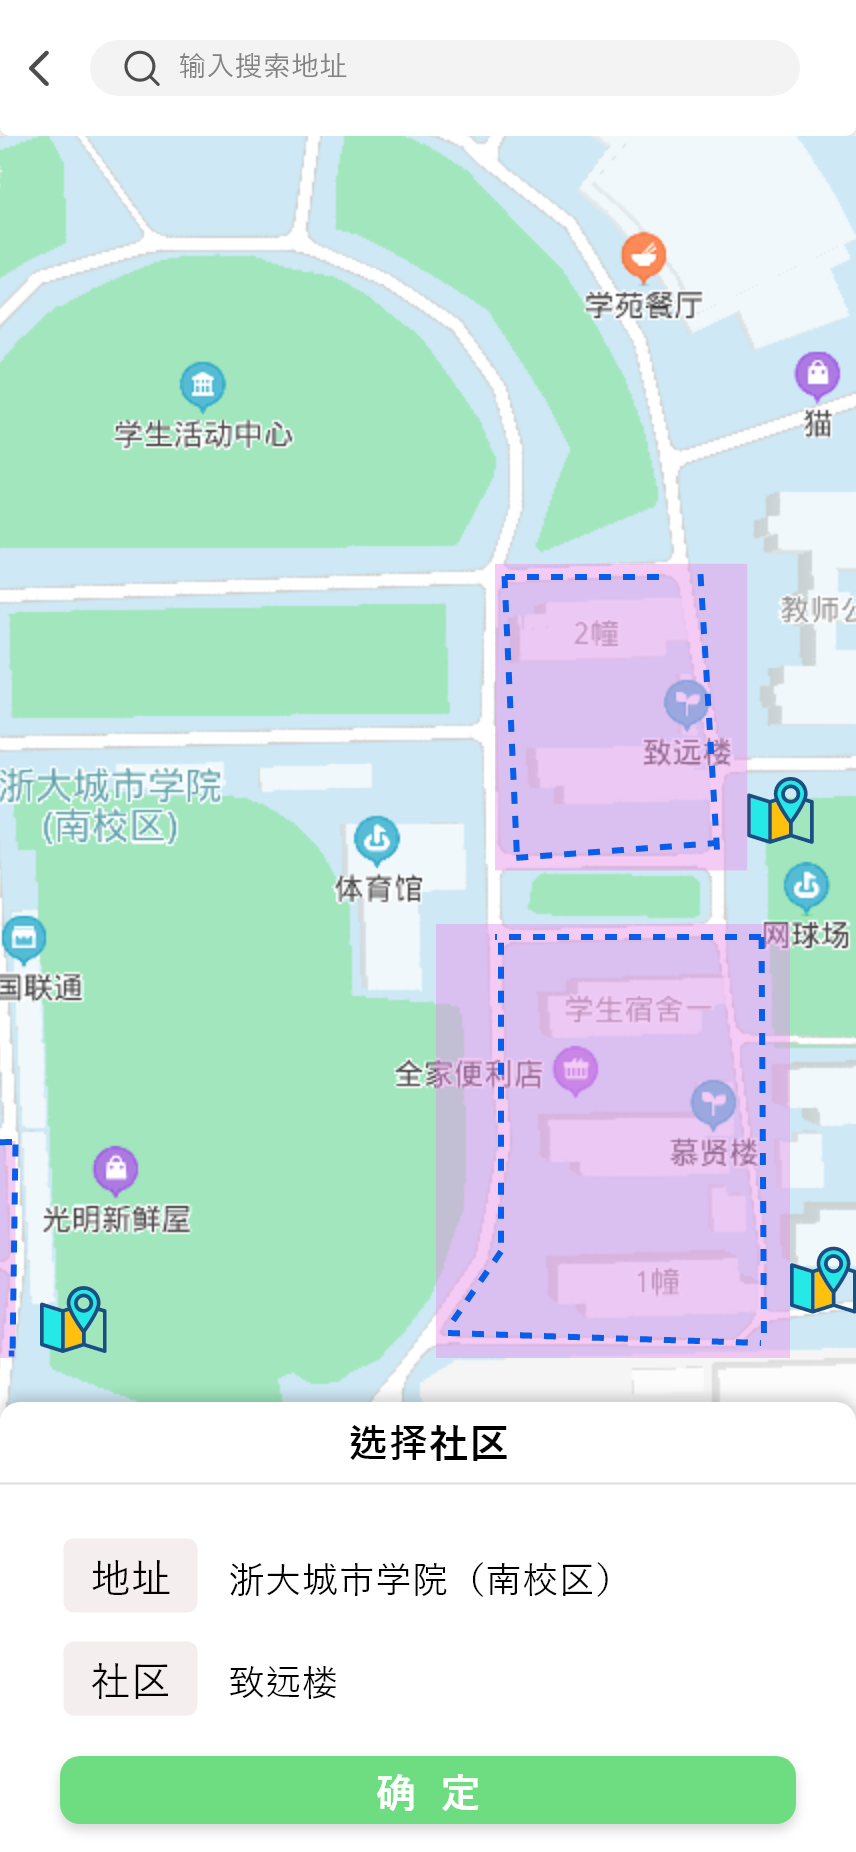 输入搜索地址
学苑餐厅
猫
学生活动中心
2幢
教师公
致远楼
浙大城市学院
(南校区)
体育馆
网球场
国联通
学生宿舍一
全家便利店
慕贤楼
光明新鲜屋
1幢
选择社区
地址
浙大城市学院（南校区）
社区
致远楼
确 定